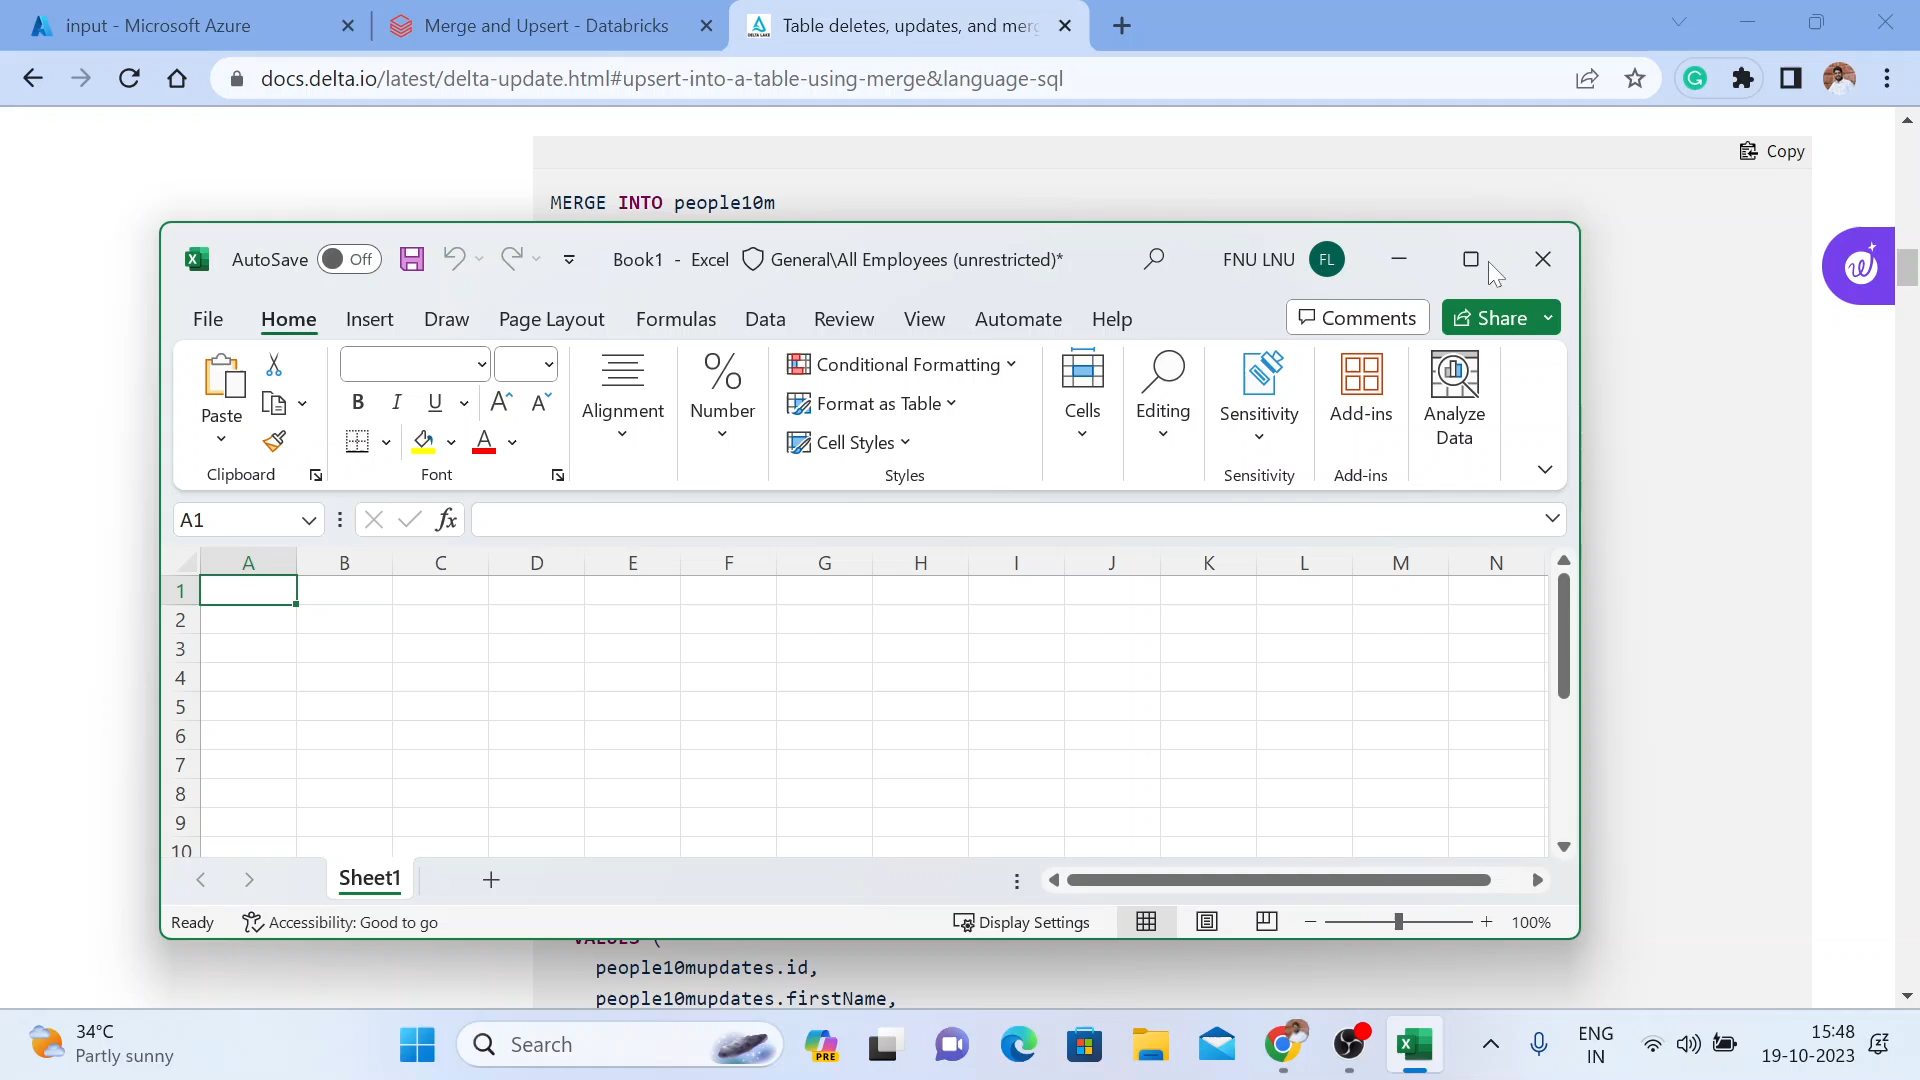 input - Microsoft Azure
Merge and Upsert - Databricks
Table deletes, updates, and mer
docs.delta.io/latest/delta-update.html#upsert-into-a-table-using-merge&language-sql
Copy
MERGE INTO people10m
AutoSave Off Book1 - Excel General\All Employees (unrestricted)* FNU LNU FL
File Home Insert Draw Page Layout Formulas Data Review View Automate Help Comments Share
Paste
Clipboard
B I U A A
A
Font
Alignment
%
Number
Conditional Formatting
Format as Table
Cell Styles
Styles
Cells
Editing
Sensitivity
Sensitivity
Add-ins
Add-ins
Analyze
Data
A1 fx
A B C D E F G H I J K L M N
1
2
3
4
5
6
7
8
9
10
Sheet1
Ready Accessibility: Good to go Display Settings 100%
VALUES (
people10mupdates.id,
people10mupdates.firstName,
34°C
Partly sunny
Search
PRE
ENG
IN
15:48
19-10-2023